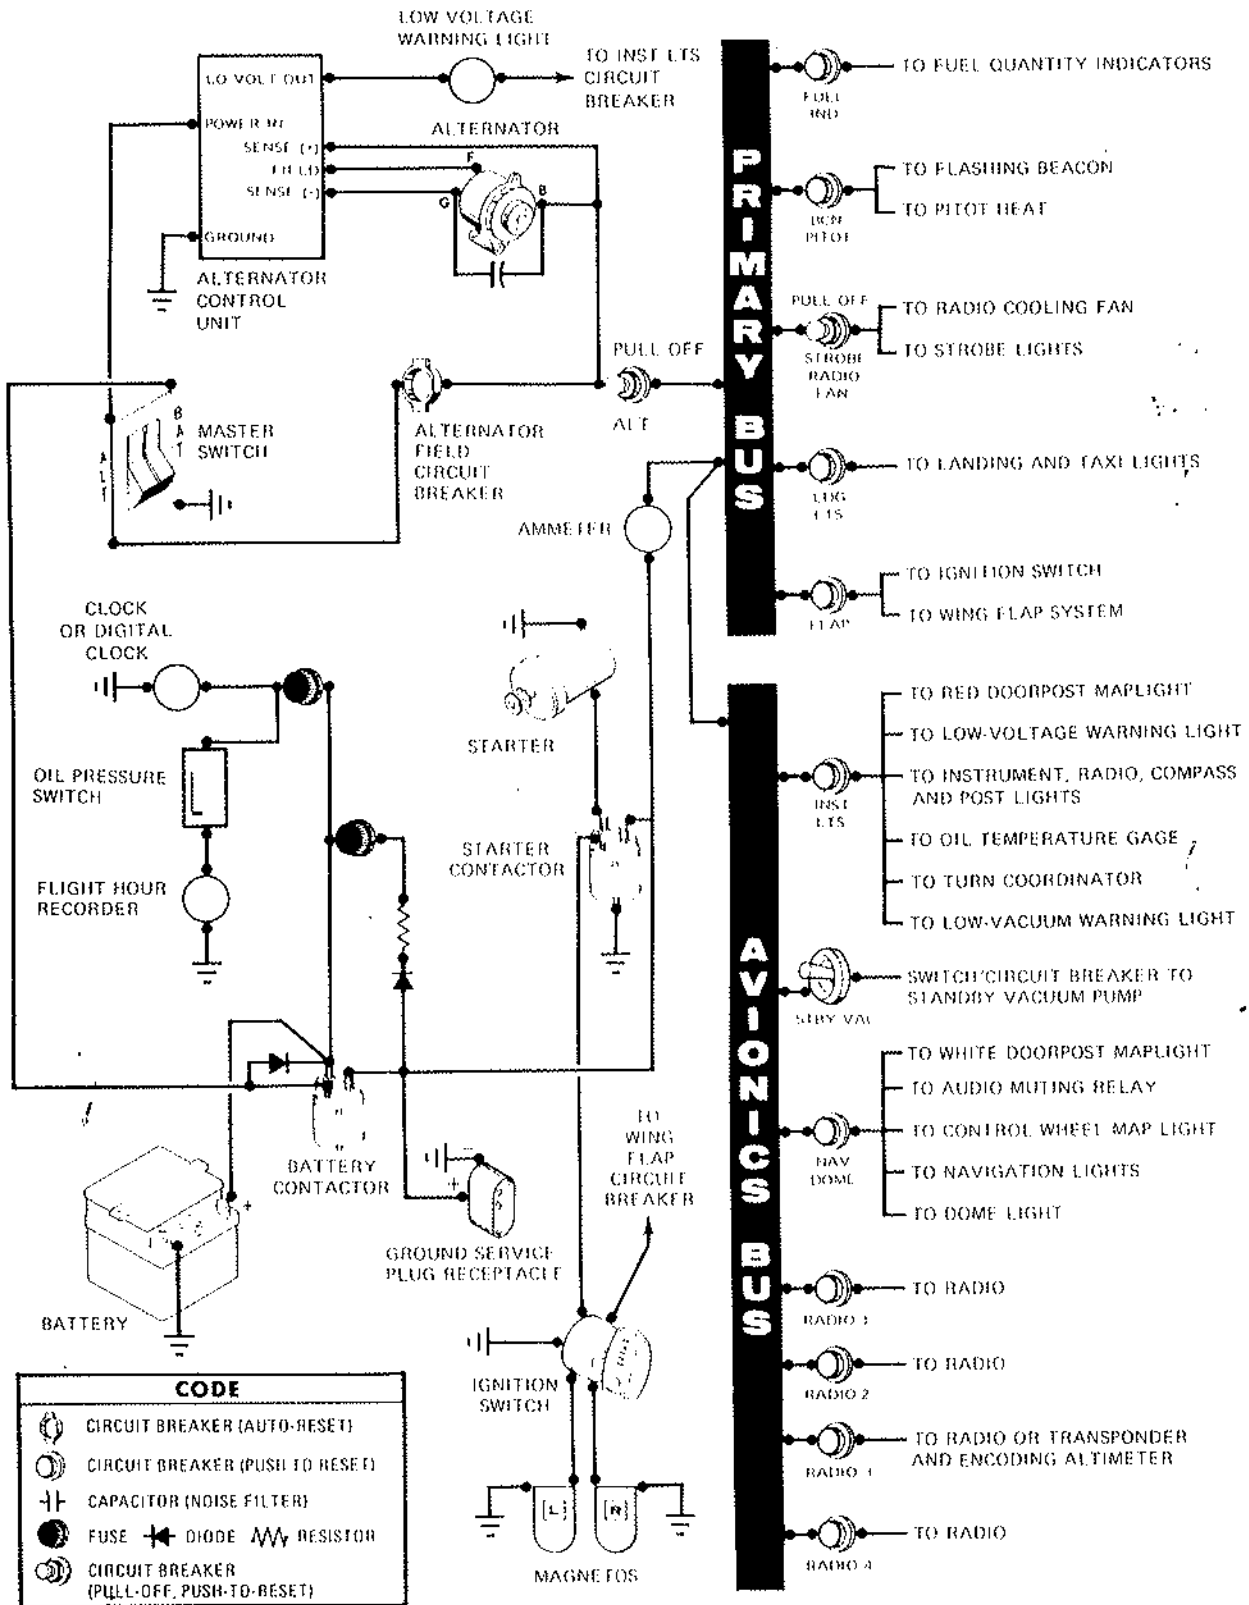 LOW VOLTAGE
WARNING LIGHT
TO INST LTS
CIRCUIT
BREAKER
LO VOLT OUT
POWER IN
SENSE (+)
FIELD
SENSE (-)
GROUND
ALTERNATOR
F
G
B
ALTERNATOR
CONTROL
UNIT
PULL OFF
ALT
BAT
ALT
MASTER
SWITCH
ALTERNATOR
FIELD
CIRCUIT
BREAKER
AMMETER
CLOCK
OR DIGITAL
CLOCK
OIL PRESSURE
SWITCH
FLIGHT HOUR
RECORDER
STARTER
STARTER
CONTACTOR
BATTERY
CONTACTOR
+
BATTERY
-
+
GROUND SERVICE
PLUG RECEPTACLE
TO
WING
FLAP
CIRCUIT
BREAKER
IGNITION
SWITCH
[L]
[R]
MAGNETOS
PRIMARY BUS
FUEL
IND
TO FUEL QUANTITY INDICATORS
BCN
PITOT
TO FLASHING BEACON
TO PITOT HEAT
PULL OFF
STROBE
RADIO
FAN
TO RADIO COOLING FAN
TO STROBE LIGHTS
LDG
LTS
TO LANDING AND TAXI LIGHTS
FLAP
TO IGNITION SWITCH
TO WING FLAP SYSTEM
AVIONICS BUS
INST
LTS
TO RED DOORPOST MAPLIGHT
TO LOW-VOLTAGE WARNING LIGHT
TO INSTRUMENT, RADIO, COMPASS
AND POST LIGHTS
TO OIL TEMPERATURE GAGE
TO TURN COORDINATOR
TO LOW-VACUUM WARNING LIGHT
STBY VAC
SWITCH/CIRCUIT BREAKER TO
STANDBY VACUUM PUMP
NAV
DOME
TO WHITE DOORPOST MAPLIGHT
TO AUDIO MUTING RELAY
TO CONTROL WHEEL MAP LIGHT
TO NAVIGATION LIGHTS
TO DOME LIGHT
RADIO 1
TO RADIO
RADIO 2
TO RADIO
RADIO 3
TO RADIO OR TRANSPONDER
AND ENCODING ALTIMETER
RADIO 4
TO RADIO
CODE
CIRCUIT BREAKER (AUTO-RESET)
CIRCUIT BREAKER (PUSH TO RESET)
CAPACITOR (NOISE FILTER)
FUSE
DIODE
RESISTOR
CIRCUIT BREAKER
(PULL-OFF, PUSH-TO-RESET)